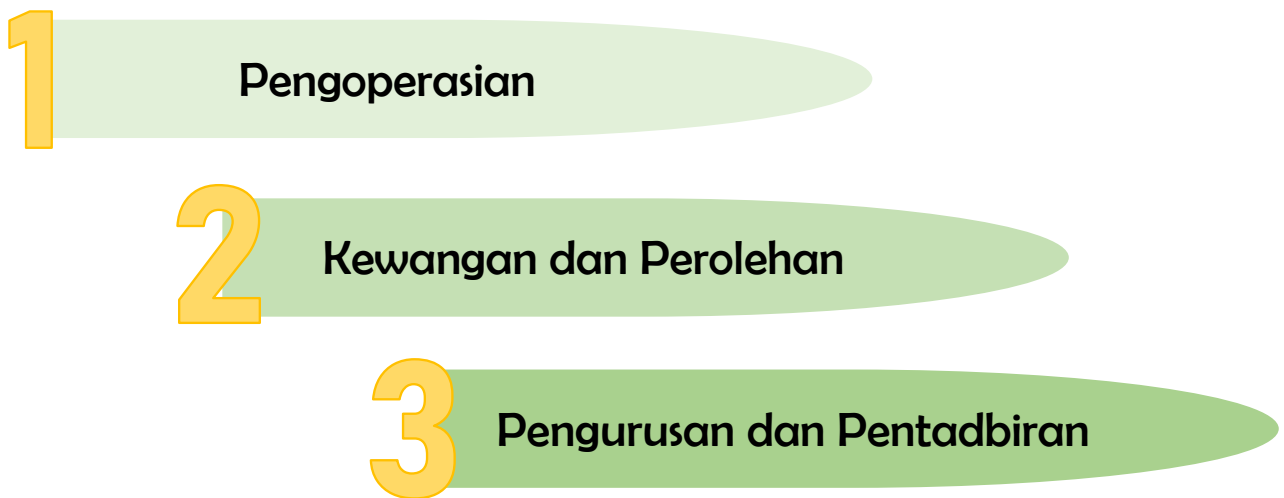 1 Pengoperasian
2 Kewangan dan Perolehan
3 Pengurusan dan Pentadbiran